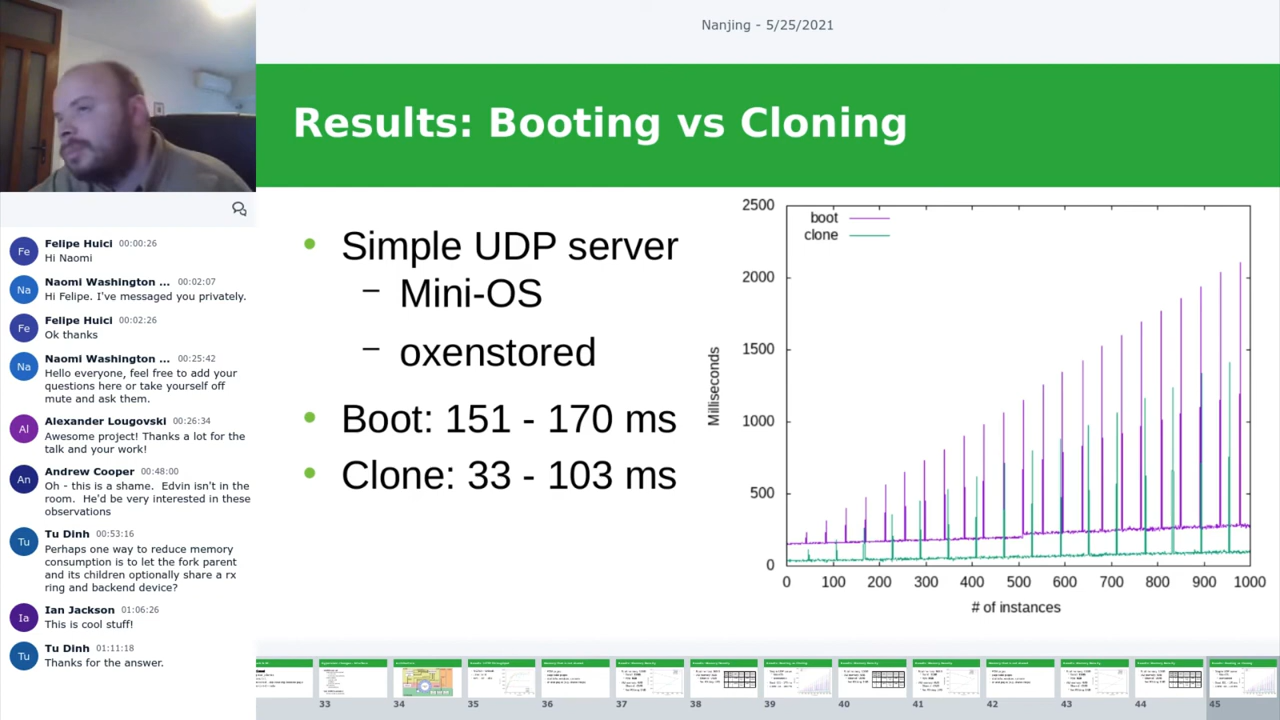 Nanjing - 5/25/2021
Results: Booting vs Cloning
Simple UDP server
– Mini-OS
– oxenstored
Boot: 151 - 170 ms
Clone: 33 - 103 ms
boot
clone
2500
2000
1500
1000
500
0
Milliseconds
0 100 200 300 400 500 600 700 800 900 1000
# of instances
Fe
Felipe Huici 00:00:26
Hi Naomi
Na
Naomi Washington ... 00:02:07
Hi Felipe. I've messaged you privately.
Fe
Felipe Huici 00:02:26
Ok thanks
Na
Naomi Washington ... 00:25:42
Hello everyone, feel free to add your
questions here or take yourself off
mute and ask them.
Al
Alexander Lougovski 00:26:34
Awesome project! Thanks a lot for the
talk and your work!
An
Andrew Cooper 00:48:00
Oh - this is a shame. Edvin isn't in the
room. He'd be very interested in these
observations
Tu
Tu Dinh 00:53:16
Perhaps one way to reduce memory
consumption is to let the fork parent
and its children optionally share a rx
ring and backend device?
Ia
Ian Jackson 01:06:26
This is cool stuff!
Tu
Tu Dinh 01:11:18
Thanks for the answer.
33 34 35 36 37 38 39 40 41 42 43 44 45